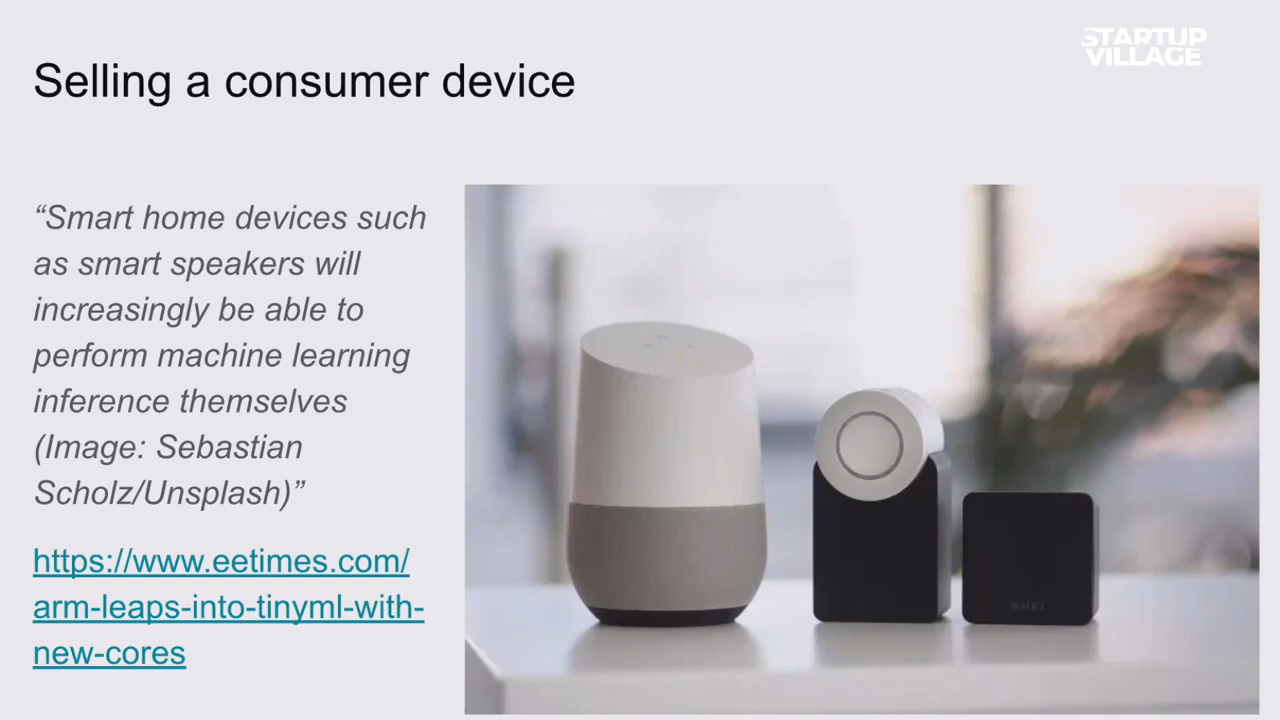 STARTUP
VILLAGE
Selling a consumer device
“Smart home devices such
as smart speakers will
increasingly be able to
perform machine learning
inference themselves
(Image: Sebastian
Scholz/Unsplash)”
https://www.eetimes.com/
arm-leaps-into-tinyml-with-
new-cores
NUKI